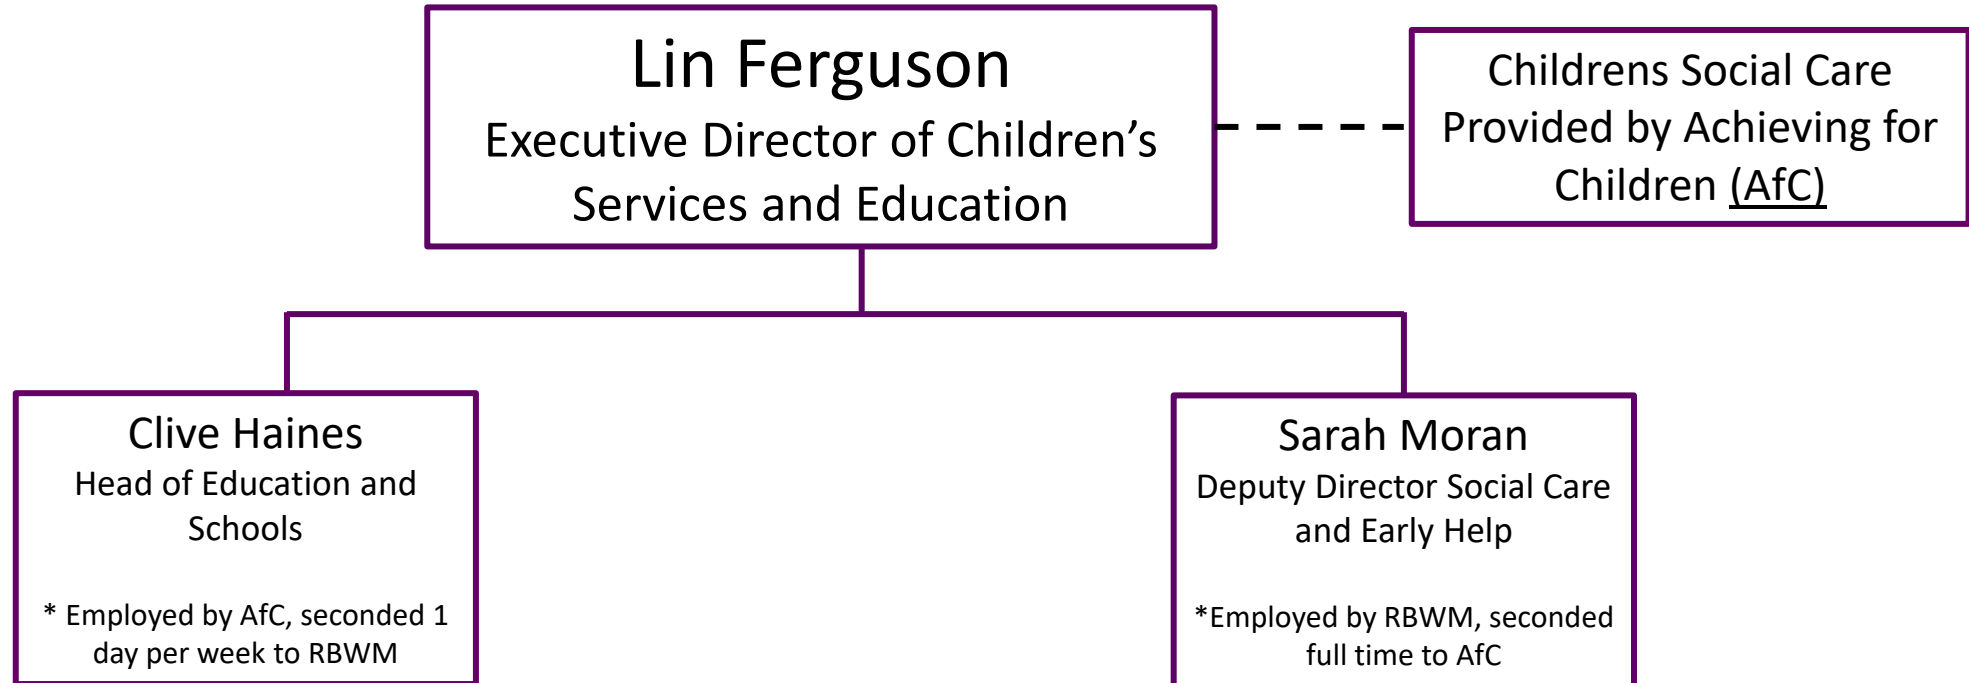 Lin Ferguson
Executive Director of Children’s
Services and Education
Childrens Social Care
Provided by Achieving for
Children (AfC)
Clive Haines
Head of Education and
Schools
* Employed by AfC, seconded 1
day per week to RBWM
Sarah Moran
Deputy Director Social Care
and Early Help
*Employed by RBWM, seconded
full time to AfC